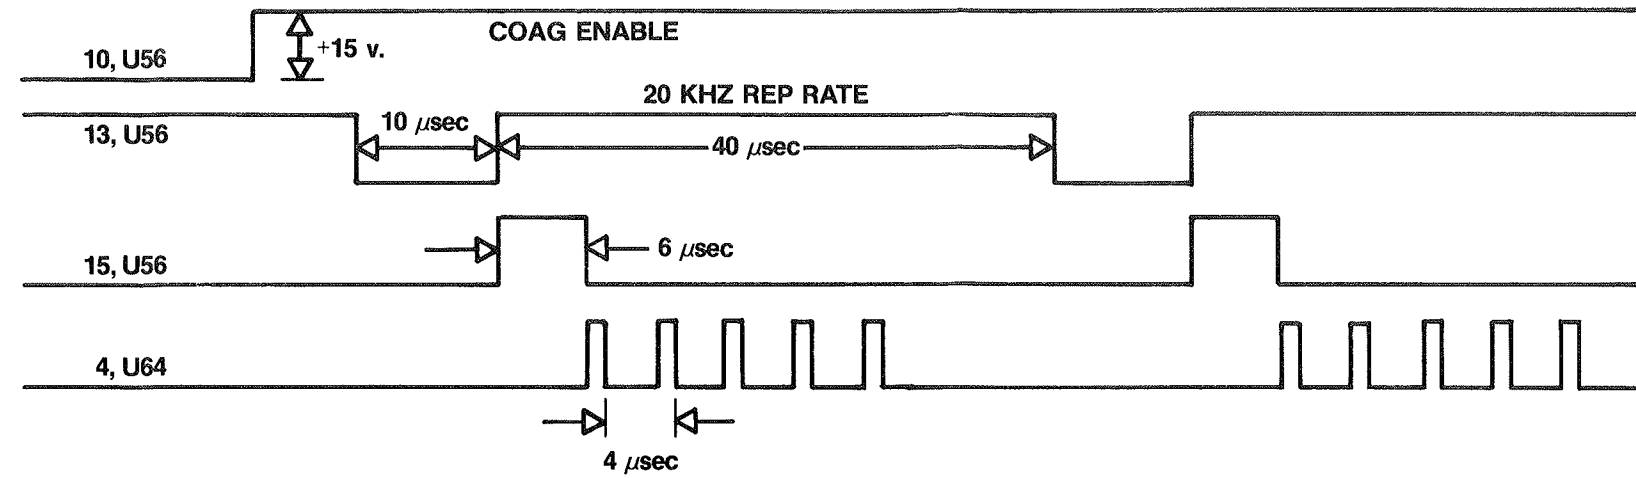 COAG ENABLE
+15 v.
10, U56
20 KHZ REP RATE
10 μsec
13, U56
40 μsec
6 μsec
15, U56
4, U64
4 μsec